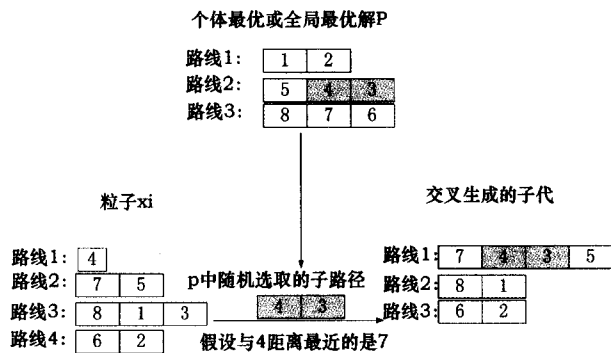 个体最优或全局最优解P
路线1: 1 2
路线2: 5 4 3
路线3: 8 7 6
粒子xi
路线1: 4
路线2: 7 5
路线3: 8 1 3
路线4: 6 2
p中随机选取的子路径
4 3
假设与4距离最近的是7
交叉生成的子代
路线1: 7 4 3 5
路线2: 8 1
路线3: 6 2